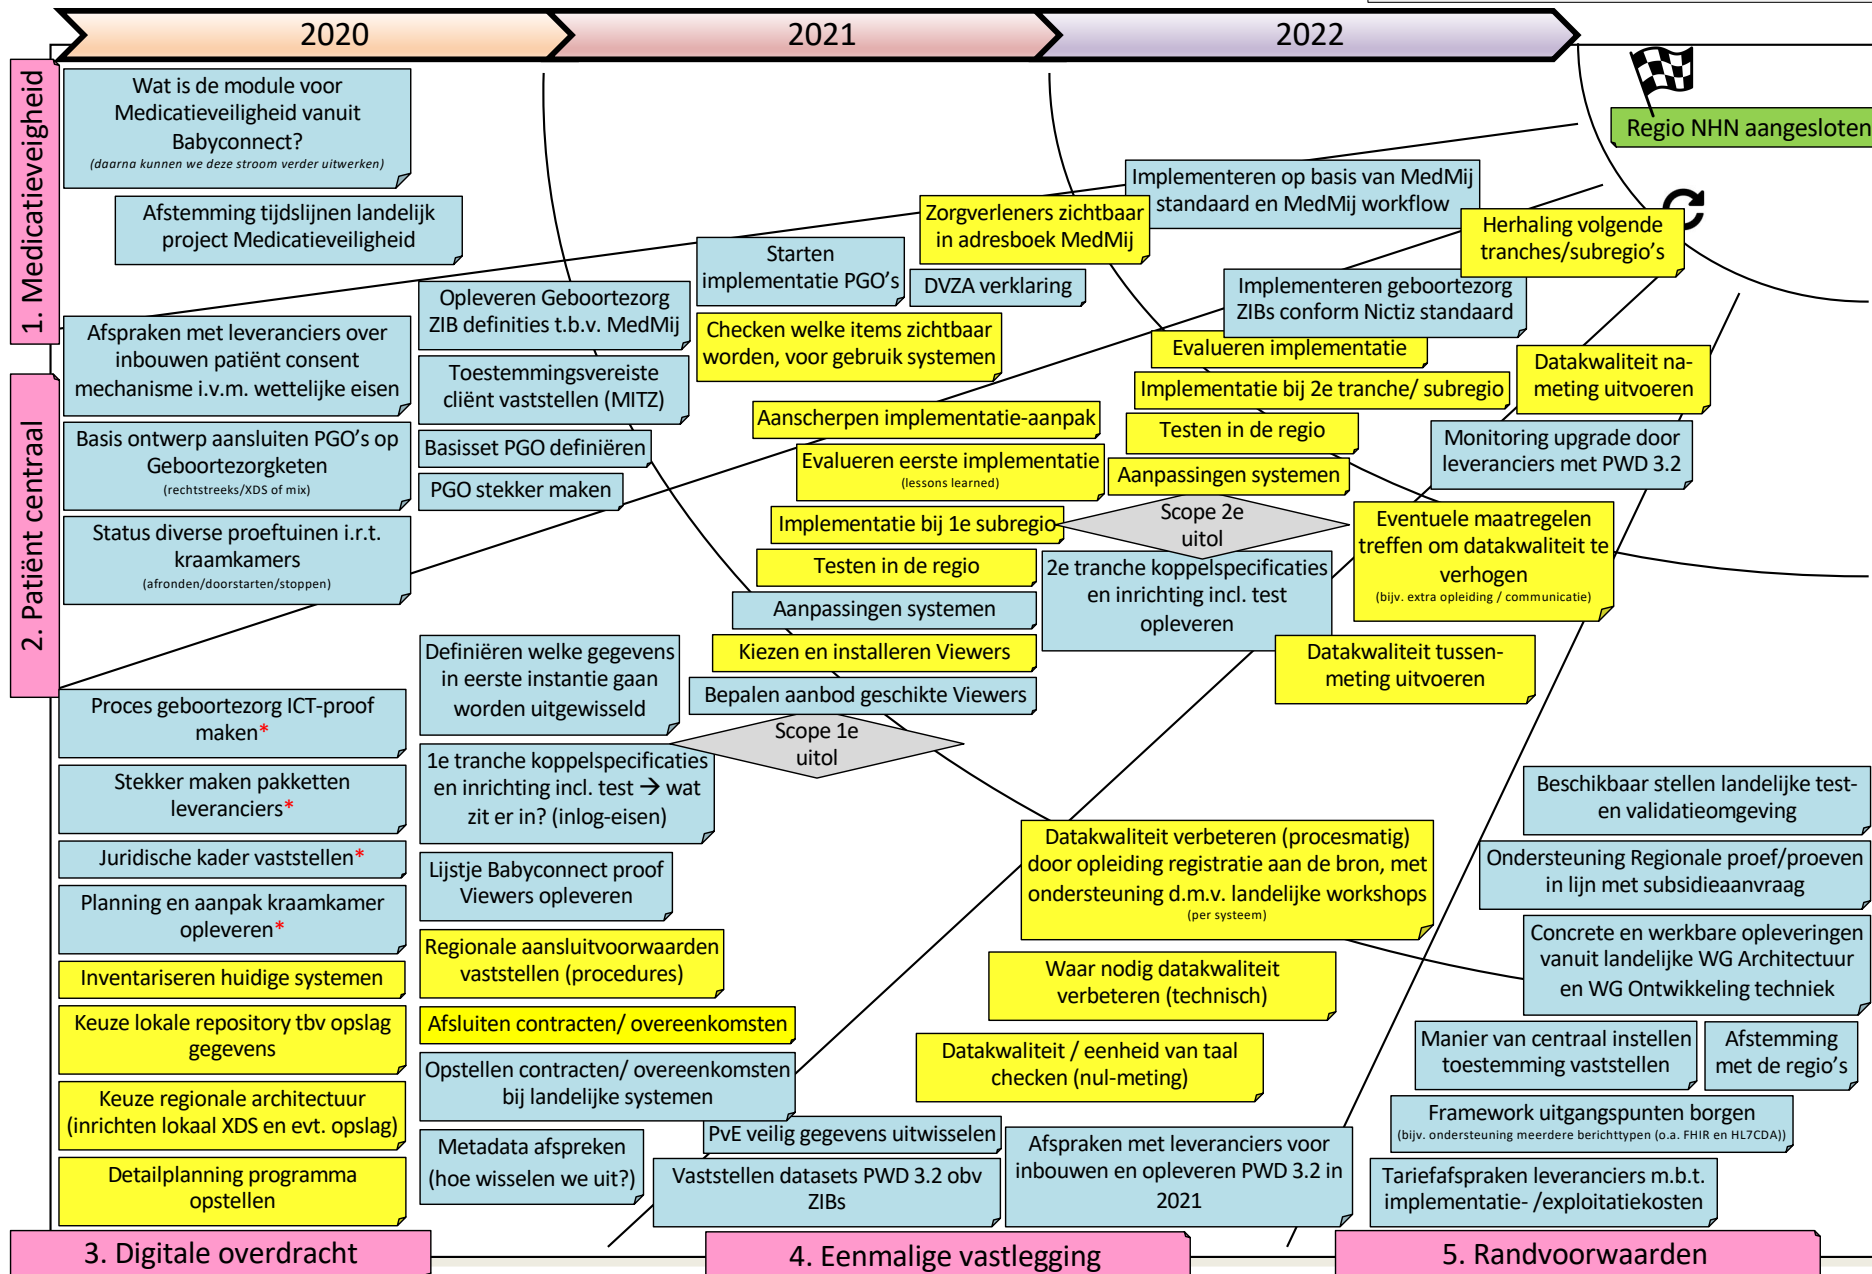 2020
2021
2022
1. Medicatieveigheid
Wat is de module voor
Medicatieveiligheid vanuit
Babyconnect?
(daarna kunnen we deze stroom verder uitwerken)
Afstemming tijdslijnen landelijk
project Medicatieveiligheid
Regio NHN aangesloten
Implementeren op basis van MedMij
standaard en MedMij workflow
Zorgverleners zichtbaar
in adresboek MedMij
Herhaling volgende
tranches/subregio's
Starten
implementatie PGO's
DVZA verklaring
Opleveren Geboortezorg
ZIB definities t.b.v. MedMij
Implementeren geboortezorg
ZIBs conform Nictiz standaard
2. Patiënt centraal
Afspraken met leveranciers over
inbouwen patiënt consent
mechanisme i.v.m. wettelijke eisen
Checken welke items zichtbaar
worden, voor gebruik systemen
Evalueren implementatie
Toestemmingsvereiste
cliënt vaststellen (MITZ)
Datakwaliteit na-
meting uitvoeren
Implementatie bij 2e tranche/ subregio
Aanscherpen implementatie-aanpak
Testen in de regio
Basis ontwerp aansluiten PGO's op
Geboortezorgketen
(rechtstreeks/XDS of mix)
Basisset PGO definiëren
Monitoring upgrade door
leveranciers met PWD 3.2
Evalueren eerste implementatie
(lessons learned)
Aanpassingen systemen
PGO stekker maken
Implementatie bij 1e subregio
Scope 2e
uitol
Status diverse proeftuinen i.r.t.
kraamkamers
(afronden/doorstarten/stoppen)
Eventuele maatregelen
treffen om datakwaliteit te
verhogen
(bijv. extra opleiding / communicatie)
Testen in de regio
2e tranche koppelspecificaties
en inrichting incl. test
opleveren
Aanpassingen systemen
Definiëren welke gegevens
in eerste instantie gaan
worden uitgewisseld
Kiezen en installeren Viewers
Datakwaliteit tussen-
meting uitvoeren
Bepalen aanbod geschikte Viewers
Proces geboortezorg ICT-proof
maken*
Scope 1e
uitol
1e tranche koppelspecificaties
en inrichting incl. test → wat
zit er in? (inlog-eisen)
Stekker maken pakketten
leveranciers*
Beschikbaar stellen landelijke test-
en validatieomgeving
Juridische kader vaststellen*
Lijstje Babyconnect proof
Viewers opleveren
Datakwaliteit verbeteren (procesmatig)
door opleiding registratie aan de bron, met
ondersteuning d.m.v. landelijke workshops
(per systeem)
Ondersteuning Regionale proef/proeven
in lijn met subsidieaanvraag
Planning en aanpak kraamkamer
opleveren*
Regionale aansluitvoorwaarden
vaststellen (procedures)
Concrete en werkbare opleveringen
vanuit landelijke WG Architectuur
en WG Ontwikkeling techniek
Inventariseren huidige systemen
Waar nodig datakwaliteit
verbeteren (technisch)
Keuze lokale repository tbv opslag
gegevens
Afsluiten contracten/ overeenkomsten
Manier van centraal instellen
toestemming vaststellen
Afstemming
met de regio's
Datakwaliteit / eenheid van taal
checken (nul-meting)
Opstellen contracten/ overeenkomsten
bij landelijke systemen
Keuze regionale architectuur
(inrichten lokaal XDS en evt. opslag)
Framework uitgangspunten borgen
(bijv. ondersteuning meerdere berichttypen (o.a. FHIR en HL7CDA))
PvE veilig gegevens uitwisselen
Metadata afspreken
(hoe wisselen we uit?)
Afspraken met leveranciers voor
inbouwen en opleveren PWD 3.2 in
2021
Detailplanning programma
opstellen
Vaststellen datasets PWD 3.2 obv
ZIBs
Tariefafspraken leveranciers m.b.t.
implementatie- /exploitatiekosten
3. Digitale overdracht
4. Eenmalige vastlegging
5. Randvoorwaarden